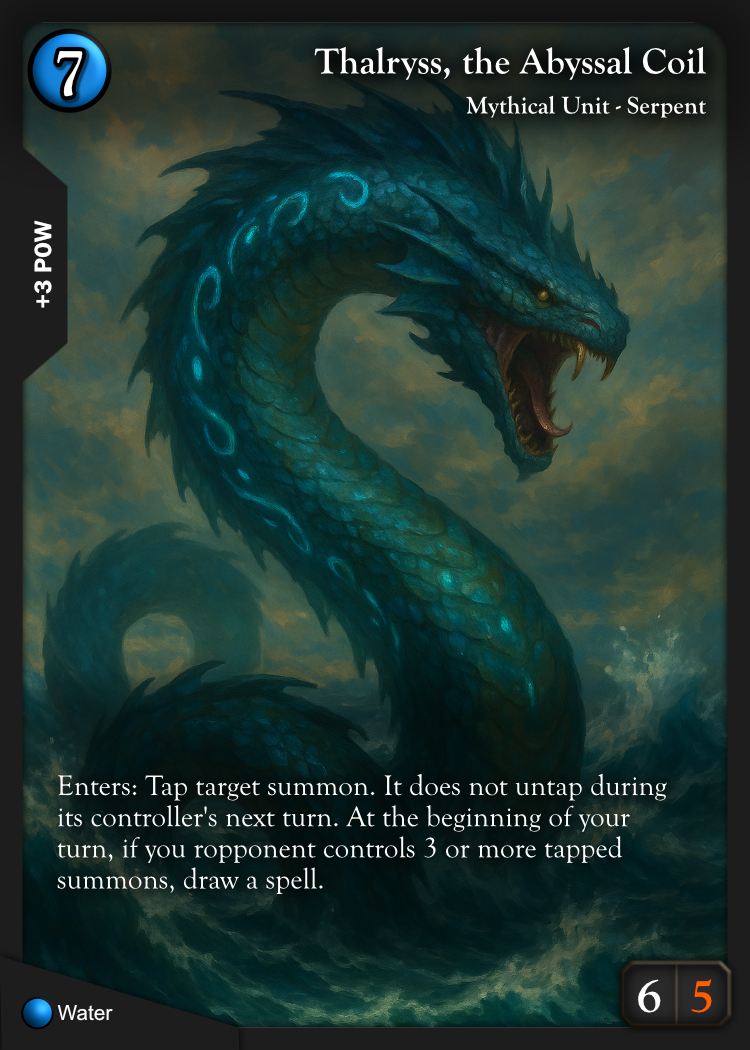 7
Thalryss, the Abyssal Coil
Mythical Unit - Serpent
+3 POW
Enters: Tap target summon. It does not untap during
its controller's next turn. At the beginning of your
turn, if you ropponent controls 3 or more tapped
summons, draw a spell.
Water
6 5